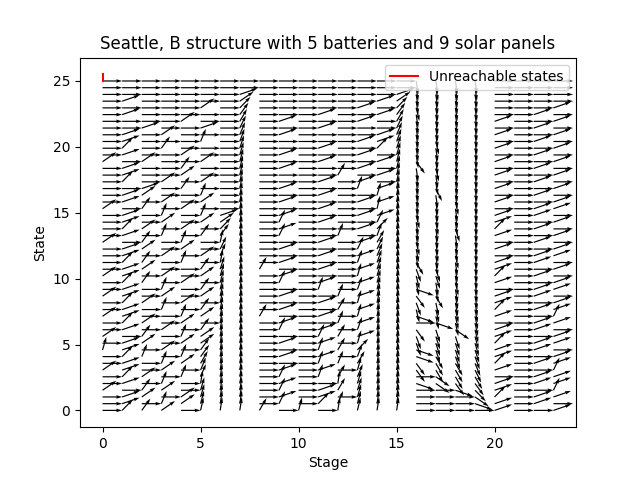 Seattle, B structure with 5 batteries and 9 solar panels
Unreachable states
25
20
15
10
5
0
State
0 5 10 15 20
Stage